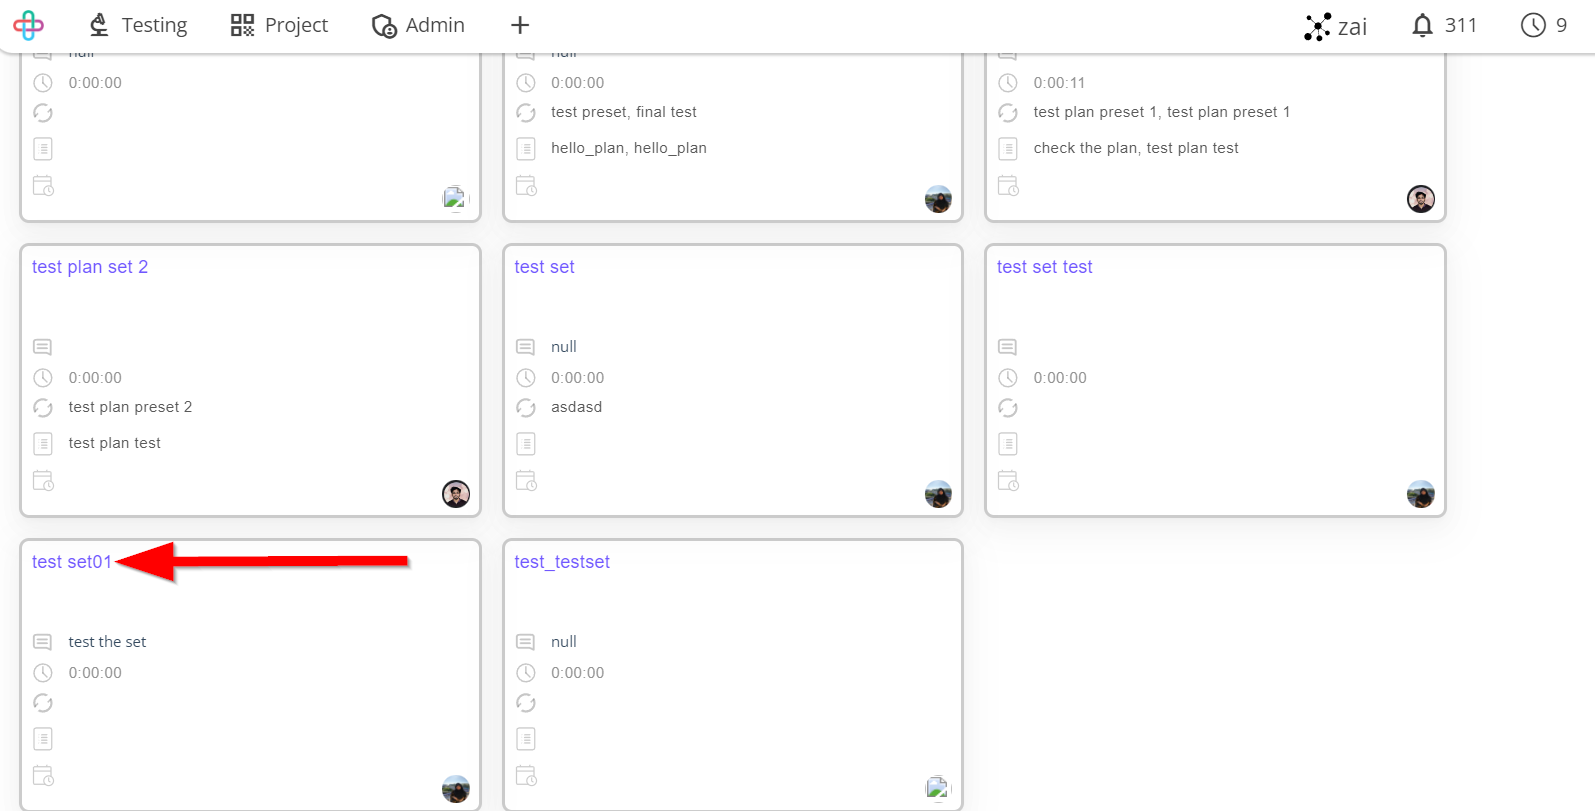 Testing Project Admin + zai 311 9
null null
0:00:00 0:00:00 0:00:11
test preset, final test test plan preset 1, test plan preset 1
hello_plan, hello_plan check the plan, test plan test
test plan set 2 test set test set test
null
0:00:00 0:00:00 0:00:00
test plan preset 2 asdasd
test plan test
test set01 test_testset
test the set null
0:00:00 0:00:00